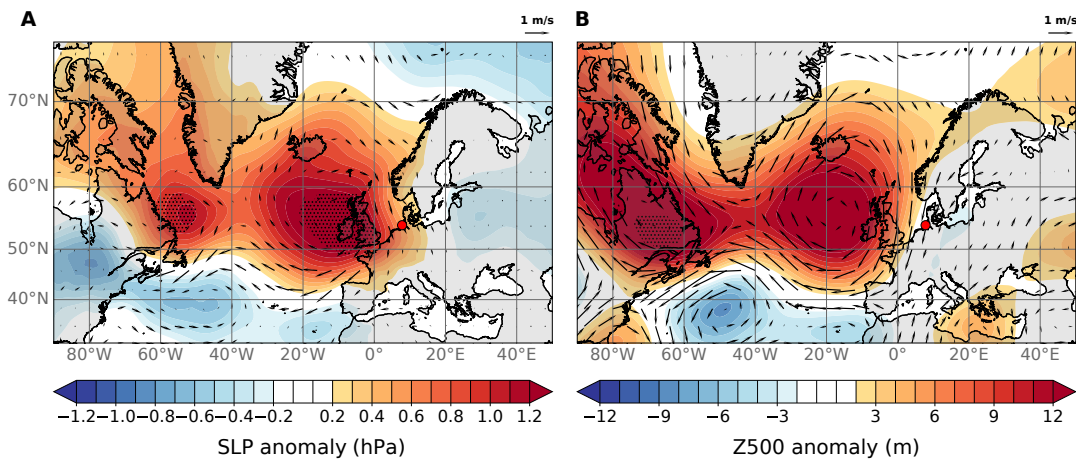 A
1 m/s
B
1 m/s
70°N
60°N
50°N
40°N
80°W 60°W 40°W 20°W 0° 20°E 40°E
80°W 60°W 40°W 20°W 0° 20°E 40°E
−1.2 −1.0 −0.8 −0.6 −0.4 −0.2 0.2 0.4 0.6 0.8 1.0 1.2
SLP anomaly (hPa)
−12 −9 −6 −3 3 6 9 12
Z500 anomaly (m)